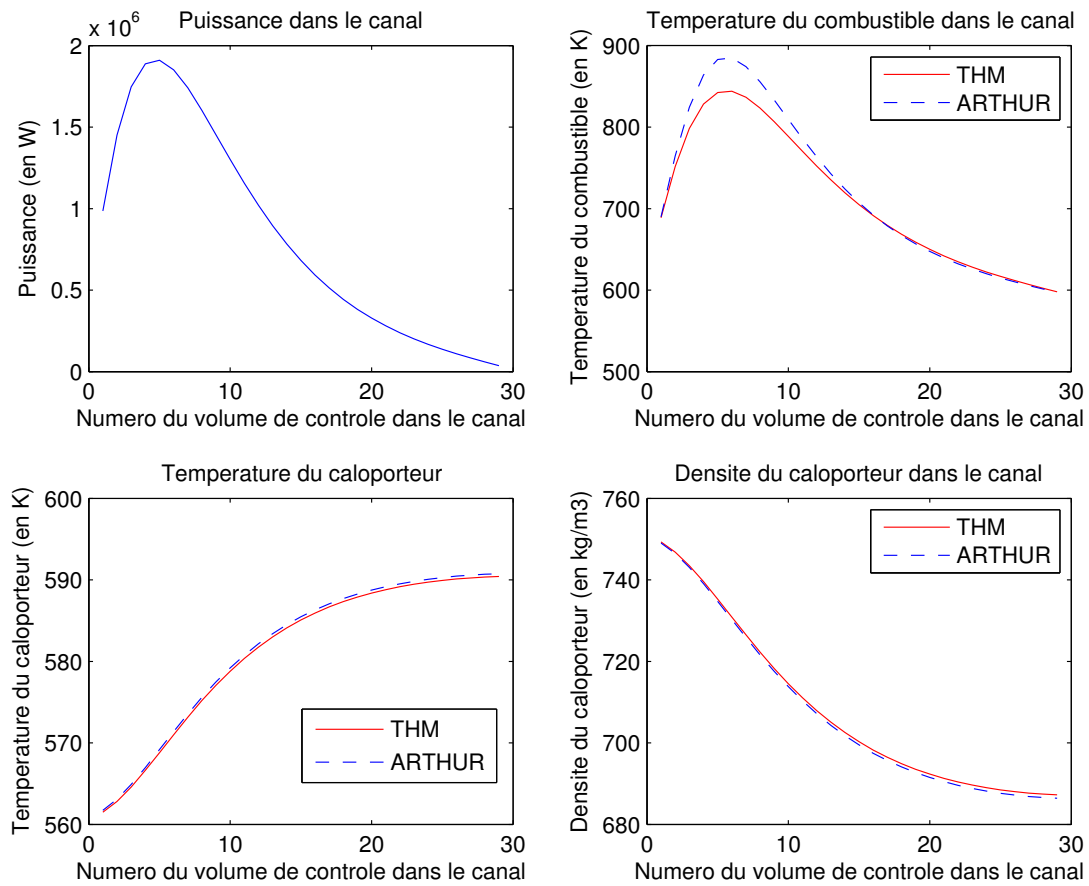 Puissance dans le canal
x 10^6
2
1.5
1
0.5
0
Puissance (en W)
0 10 20 30
Numero du volume de controle dans le canal
Temperature du combustible dans le canal
900
800
700
600
500
Temperature du combustible (en K)
THM
ARTHUR
0 10 20 30
Numero du volume de controle dans le canal
Temperature du caloporteur
600
590
580
570
560
Temperature du caloporteur (en K)
THM
ARTHUR
0 10 20 30
Numero du volume de controle dans le canal
Densite du caloporteur dans le canal
760
740
720
700
680
Densite du caloporteur (en kg/m3)
THM
ARTHUR
0 10 20 30
Numero du volume de controle dans le canal